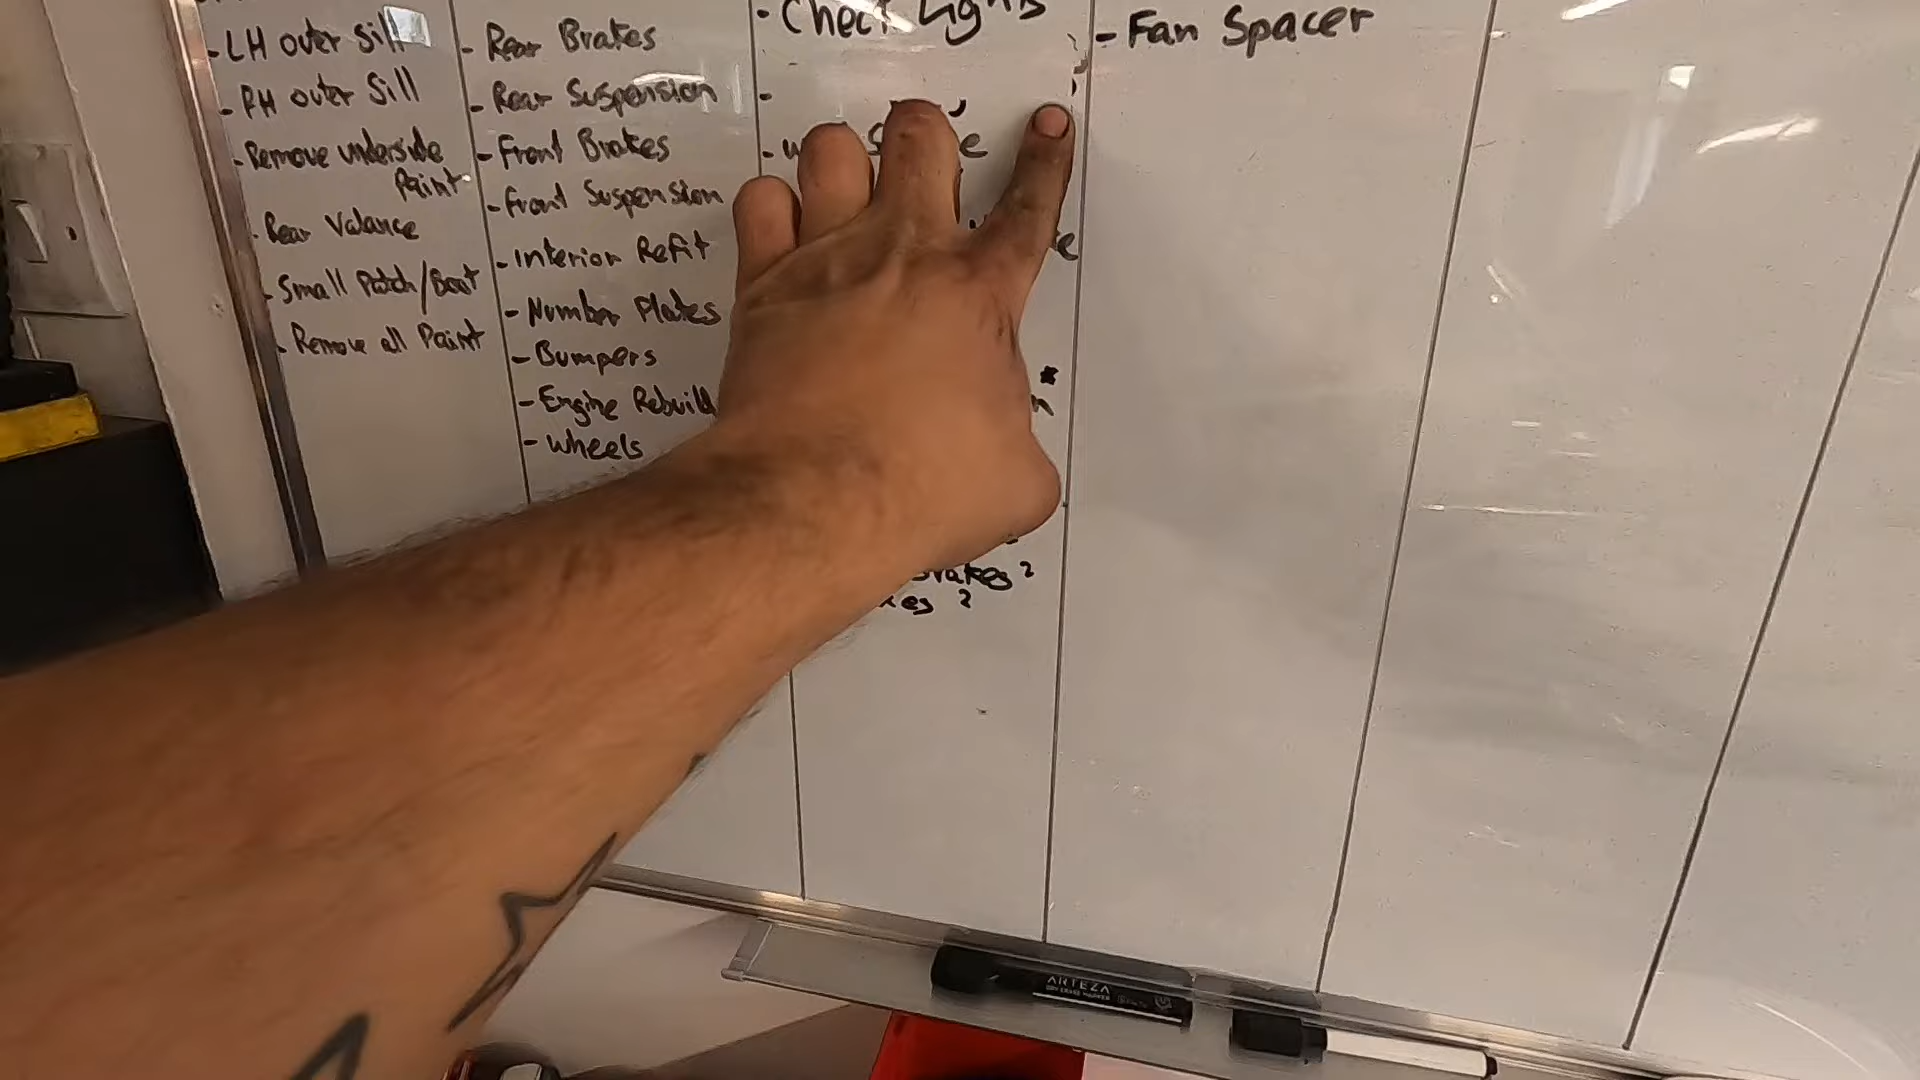 - LH outer Sill
- RH outer Sill
- Remove underside
Paint
- Rear Valance
- Small Patch/Boot
- Remove all Paint
- Rear Brakes
- Rear Suspension
- Front Brakes
- Front Suspension
- Interior Refit
- Number Plates
- Bumpers
- Engine Rebuild
- Wheels
- Check Lights
- Fan Spacer
ARTEZA